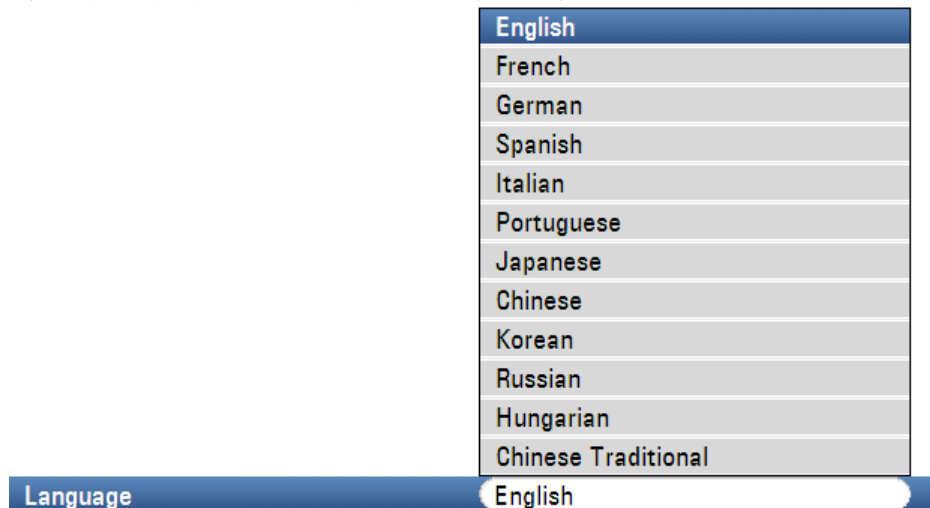 English
French
German
Spanish
Italian
Portuguese
Japanese
Chinese
Korean
Russian
Hungarian
Chinese Traditional
Language English